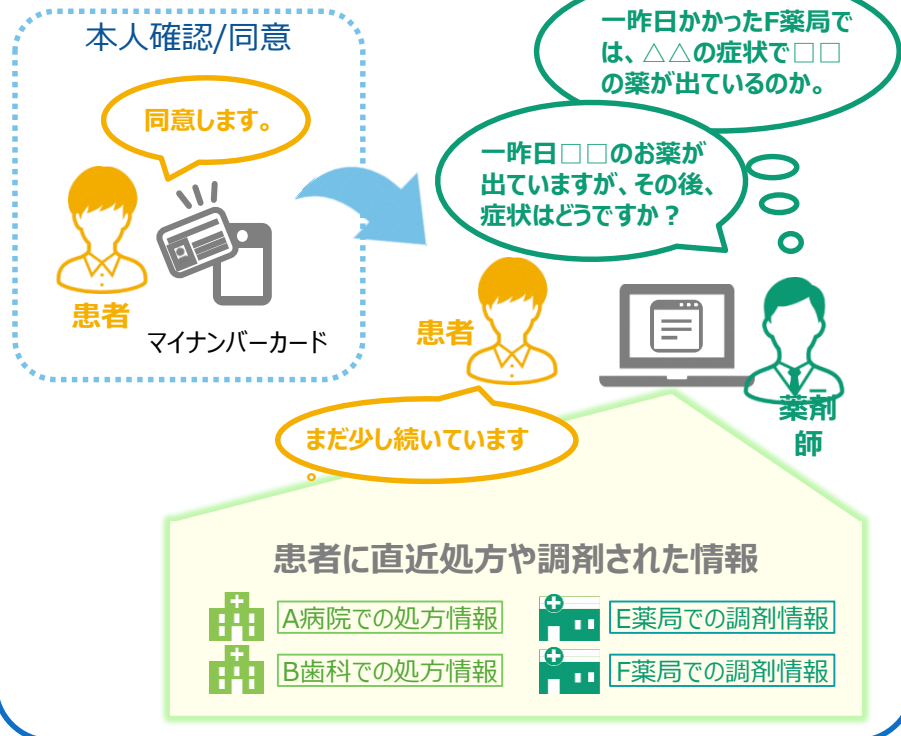 本人確認/同意
同意します。
患者
マイナンバーカード
一昨日かかったF薬局で
は、△△の症状で□□
の薬が出ているのか。
一昨日□□のお薬が
出ていますが、その後、
症状はどうですか？
患者
薬剤
師
まだ少し続いています
。
患者に直近処方や調剤された情報
A病院での処方情報
E薬局での調剤情報
B歯科での処方情報
F薬局での調剤情報